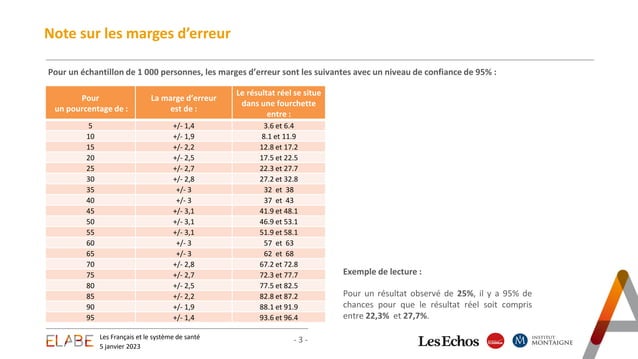 Note sur les marges d’erreur
Pour un échantillon de 1 000 personnes, les marges d’erreur sont les suivantes avec un niveau de confiance de 95% :
Pour
un pourcentage de :
La marge d’erreur
est de :
Le résultat réel se situe
dans une fourchette
entre :
5 +/- 1,4 3.6 et 6.4
10 +/- 1,9 8.1 et 11.9
15 +/- 2,2 12.8 et 17.2
20 +/- 2,5 17.5 et 22.5
25 +/- 2,7 22.3 et 27.7
30 +/- 2,8 27.2 et 32.8
35 +/- 3 32 et 38
40 +/- 3 37 et 43
45 +/- 3,1 41.9 et 48.1
50 +/- 3,1 46.9 et 53.1
55 +/- 3,1 51.9 et 58.1
60 +/- 3 57 et 63
65 +/- 3 62 et 68
70 +/- 2,8 67.2 et 72.8
75 +/- 2,7 72.3 et 77.7
80 +/- 2,5 77.5 et 82.5
85 +/- 2,2 82.8 et 87.2
90 +/- 1,9 88.1 et 91.9
95 +/- 1,4 93.6 et 96.4
Exemple de lecture :
Pour un résultat observé de 25%, il y a 95% de
chances pour que le résultat réel soit compris
entre 22,3% et 27,7%.
ELABE
Les Français et le système de santé
5 janvier 2023
- 3 -
Les Echos
INSTITUT
MONTAIGNE